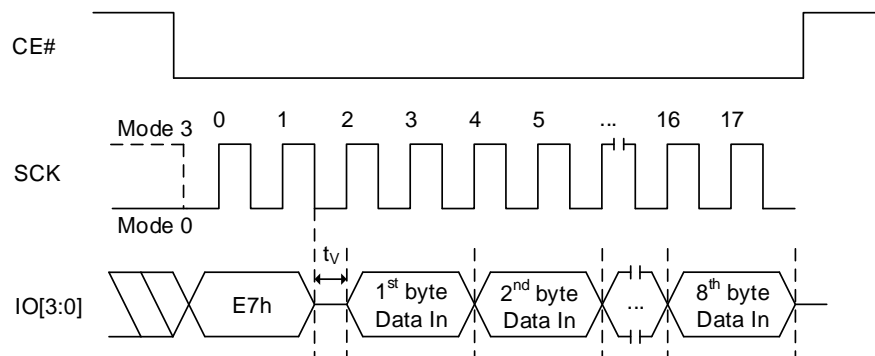 CE#
0 1 2 3 4 5 ... 16 17
Mode 3
SCK
Mode 0
tV
IO[3:0]
E7h
1st byte
Data In
2nd byte
Data In
...
8th byte
Data In